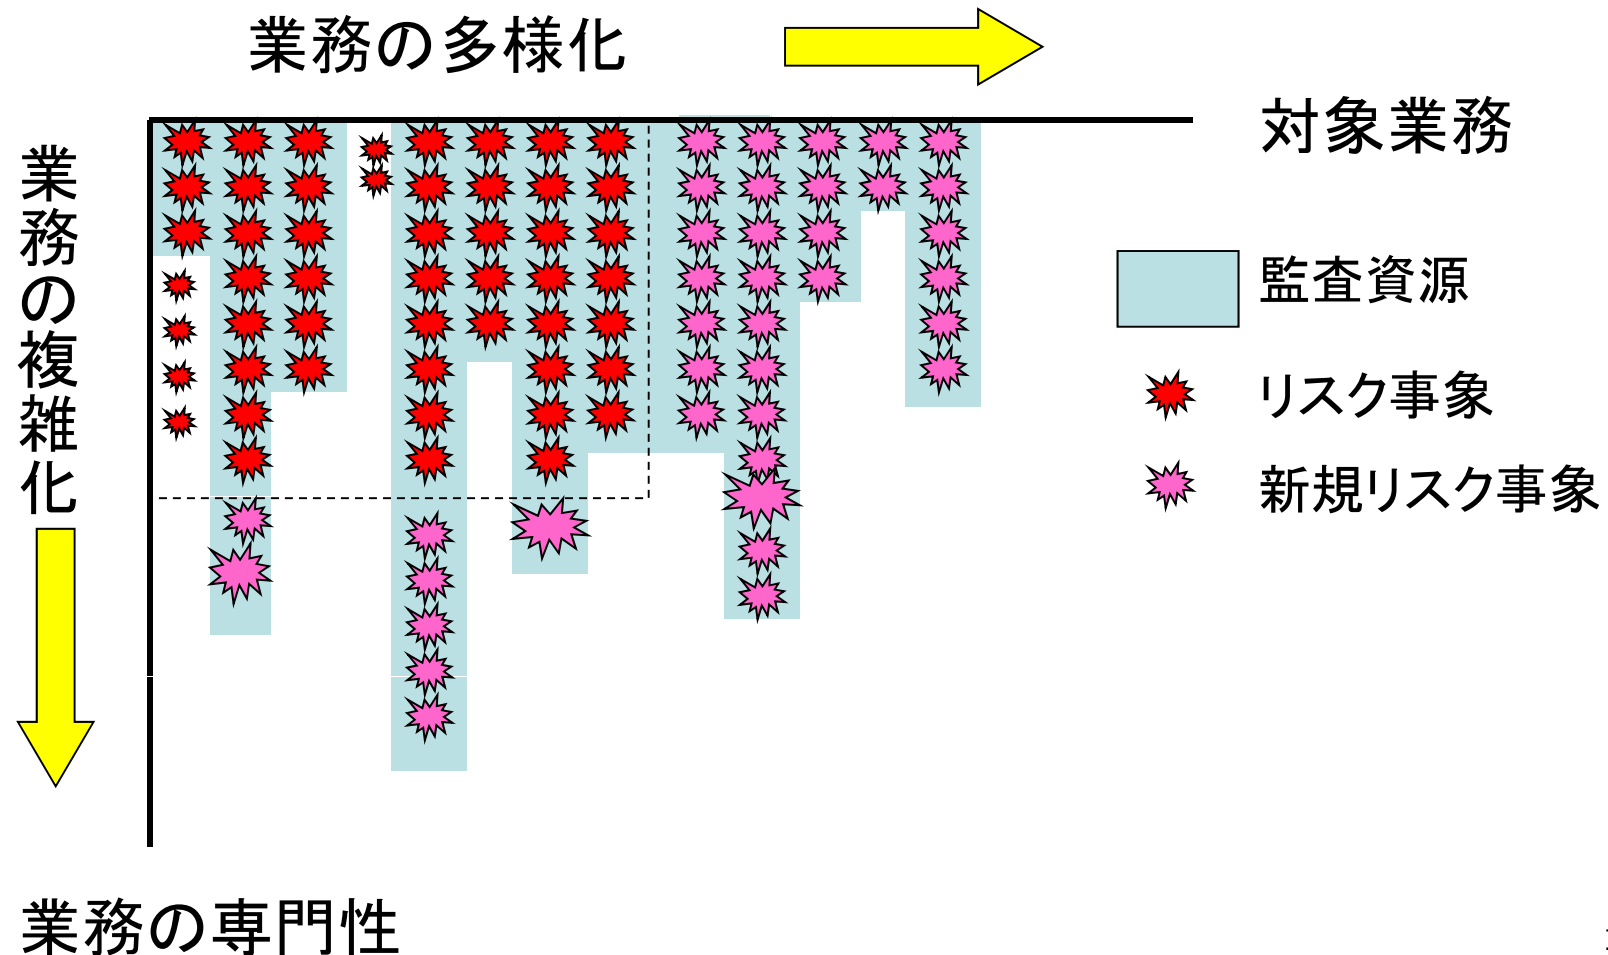 業務の多様化
対象業務
業務の複雑化
監査資源
リスク事象
新規リスク事象
業務の専門性